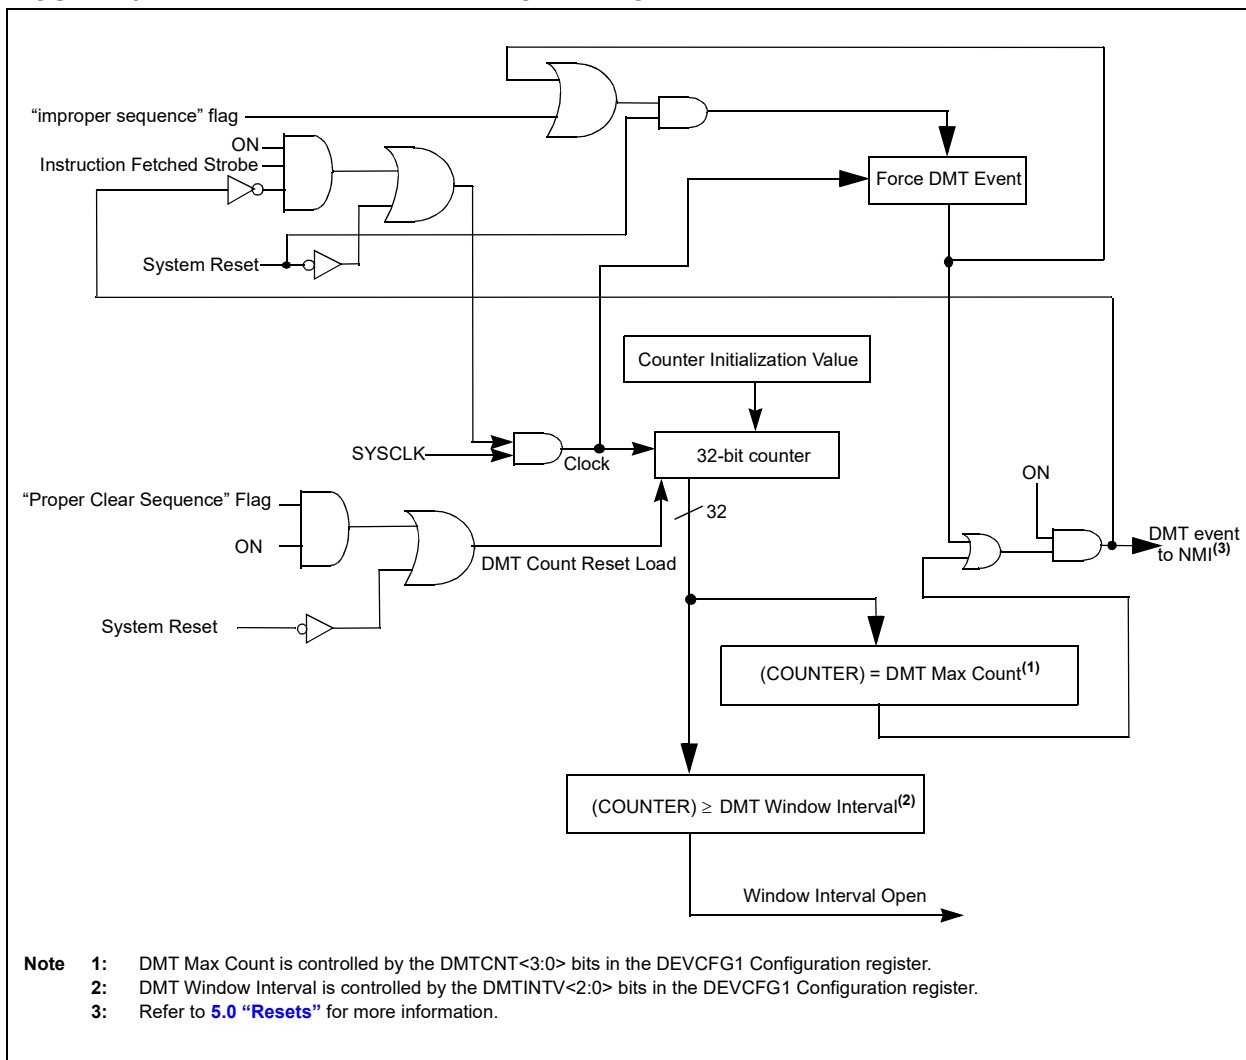 “improper sequence” flag
ON
Instruction Fetched Strobe
Force DMT Event
System Reset
Counter Initialization Value
SYSCLK
Clock
32-bit counter
“Proper Clear Sequence” Flag
ON
32
ON
DMT Count Reset Load
DMT event
to NMI(3)
System Reset
(COUNTER) = DMT Max Count(1)
(COUNTER) ≥ DMT Window Interval(2)
Window Interval Open
Note 1: DMT Max Count is controlled by the DMTCNT<3:0> bits in the DEVCFG1 Configuration register.
2: DMT Window Interval is controlled by the DMTINTV<2:0> bits in the DEVCFG1 Configuration register.
3: Refer to 5.0 “Resets” for more information.